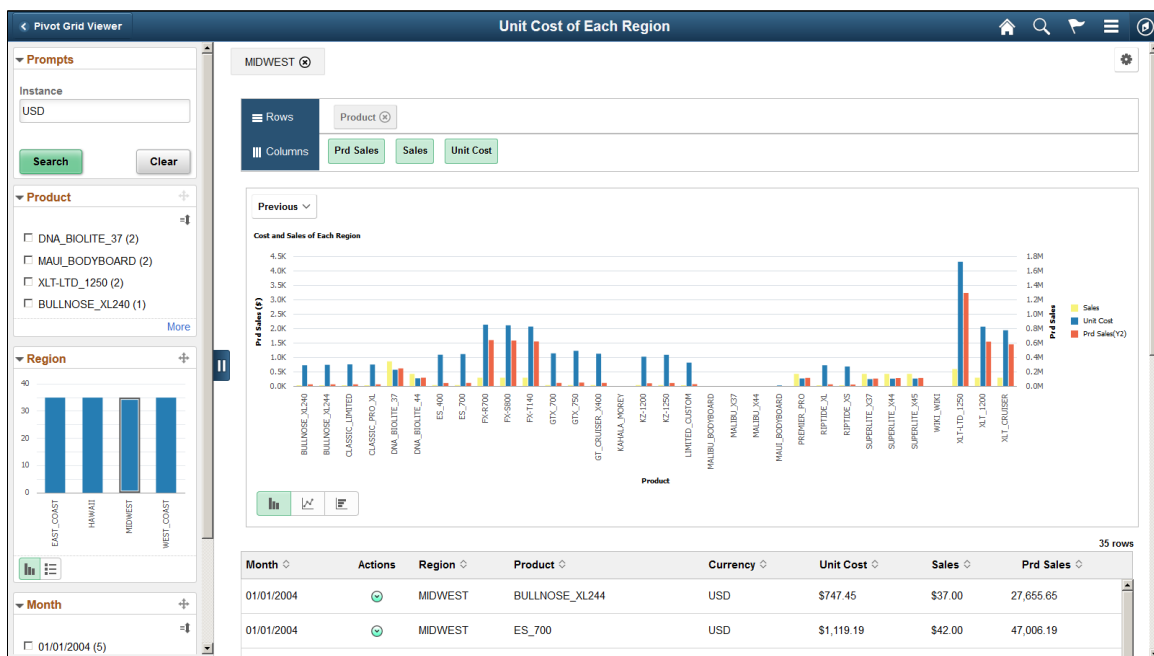 Pivot Grid Viewer
Unit Cost of Each Region
Prompts
Instance
USD
Search Clear
Product
DNA_BIOLITE_37 (2)
MAUI_BODYBOARD (2)
XLT-LTD_1250 (2)
BULLNOSE_XL240 (1)
More
Region
40
30
20
10
0
EAST_COAST
HAWAII
MIDWEST
WEST_COAST
Month
01/01/2004 (5)
MIDWEST
Rows Product
Columns Prd Sales Sales Unit Cost
Previous
Cost and Sales of Each Region
Prd Sales ($)
4.5K
4.0K
3.5K
3.0K
2.5K
2.0K
1.5K
1.0K
0.5K
0.0K
BULLNOSE_XL240
BULLNOSE_XL244
CLASSIC_LIMITED
CLASSIC_PRO_XL
DNA_BIOLITE_37
DNA_BIOLITE_44
ES_400
ES_700
FX-R700
FX-S800
FX-T140
GTX_700
GTX_750
GT_CRUISER_X400
KAHALA_MOREY
KZ-1200
KZ-1250
LIMITED_CUSTOM
MALIBU_BODYBOARD
MALIBU_X37
MALIBU_X44
MAUI_BODYBOARD
PREMIER_PRO
RIPTIDE_XL
RIPTIDE_XS
SUPERLITE_X37
SUPERLITE_X44
SUPERLITE_X45
WIKI_WIKI
XLT-LTD_1250
XLT_1200
XLT_CRUISER
Product
1.8M
1.6M
1.4M
1.2M
1.0M
0.8M
0.6M
0.4M
0.2M
0.0M
Prd Sales
Sales
Unit Cost
Prd Sales(Y2)
35 rows
Month Actions Region Product Currency Unit Cost Sales Prd Sales
01/01/2004 MIDWEST BULLNOSE_XL244 USD $747.45 $37.00 27,655.65
01/01/2004 MIDWEST ES_700 USD $1,119.19 $42.00 47,006.19